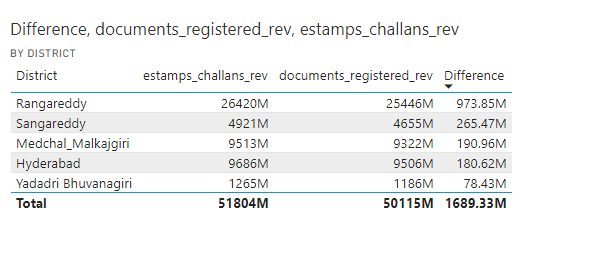 Difference, documents_registered_rev, estamps_challans_rev
BY DISTRICT
District estamps_challans_rev documents_registered_rev Difference
Rangareddy 26420M 25446M 973.85M
Sangareddy 4921M 4655M 265.47M
Medchal_Malkajgiri 9513M 9322M 190.96M
Hyderabad 9686M 9506M 180.62M
Yadadri Bhuvanagiri 1265M 1186M 78.43M
Total 51804M 50115M 1689.33M